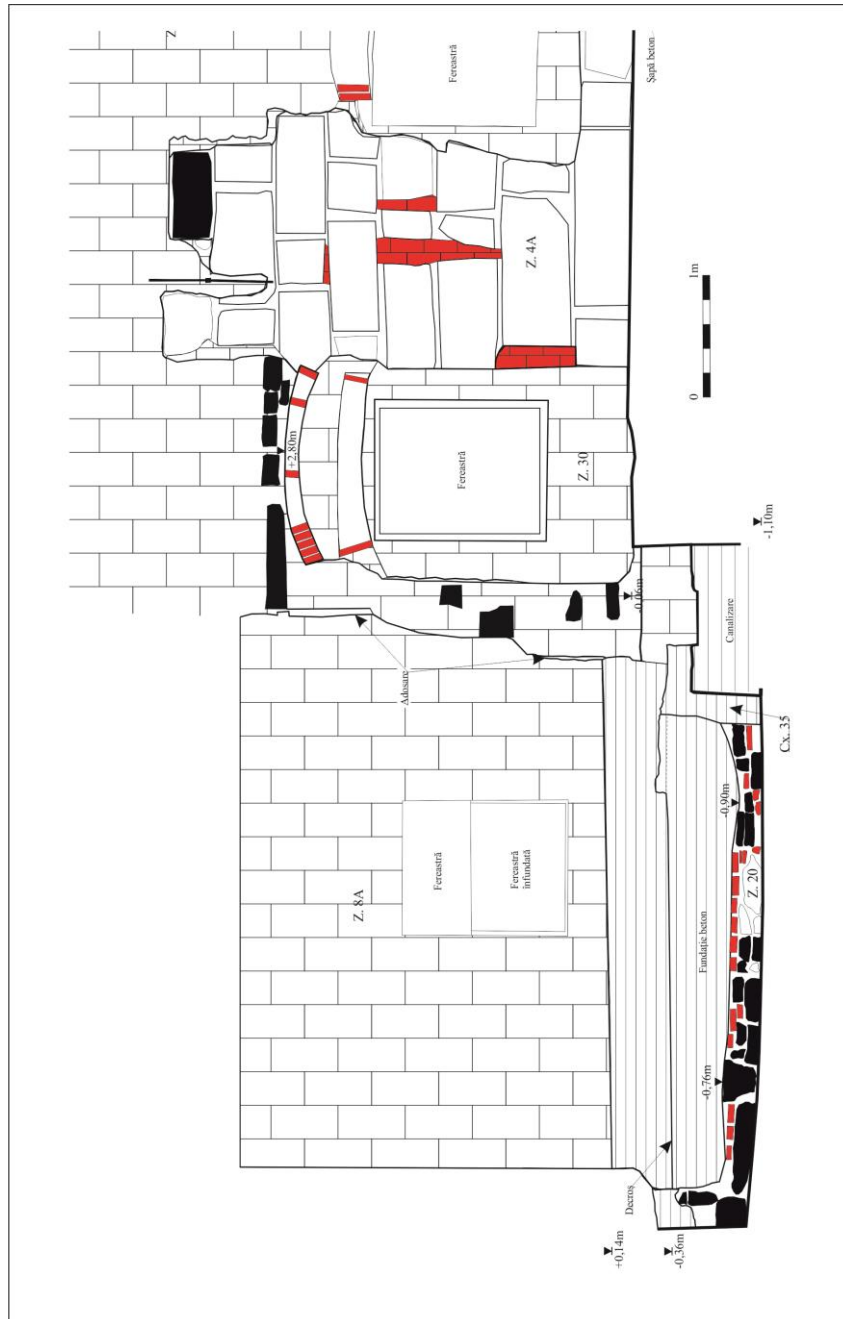 Z.
+2,80m
Z. 8A
Adosare
Fereastră
Fereastră
Fereastră
Fereastră
înfundată
Z. 4A
Z. 30
+0,14m
Decroș
-0,06m
Șapă beton
-0,36m
0 1m
Fundație beton
-0,76m
-0,90m
Canalizare
Z. 20
-1,10m
Cx. 35